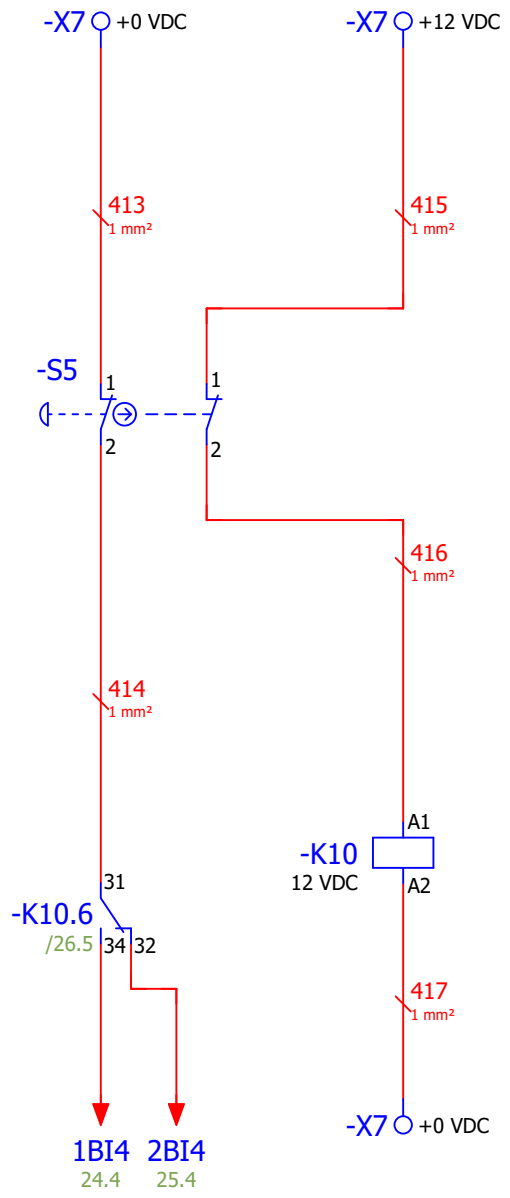 -X7 +0 VDC
-X7 +12 VDC
413
1 mm²
415
1 mm²
-S5
1
1
2
2
416
1 mm²
414
1 mm²
A1
-K10
12 VDC
A2
31
-K10.6
/26.5
34
32
417
1 mm²
-X7 +0 VDC
1BI4
24.4
2BI4
25.4